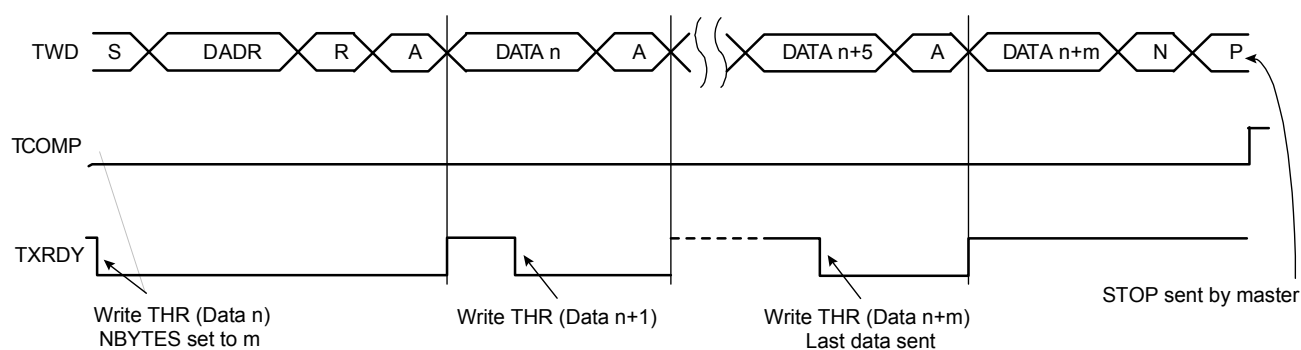 TWD S DADR R A DATA n A DATA n+5 A DATA n+m N P
TCOMP
TXRDY
Write THR (Data n)
NBYTES set to m
Write THR (Data n+1)
Write THR (Data n+m)
Last data sent
STOP sent by master